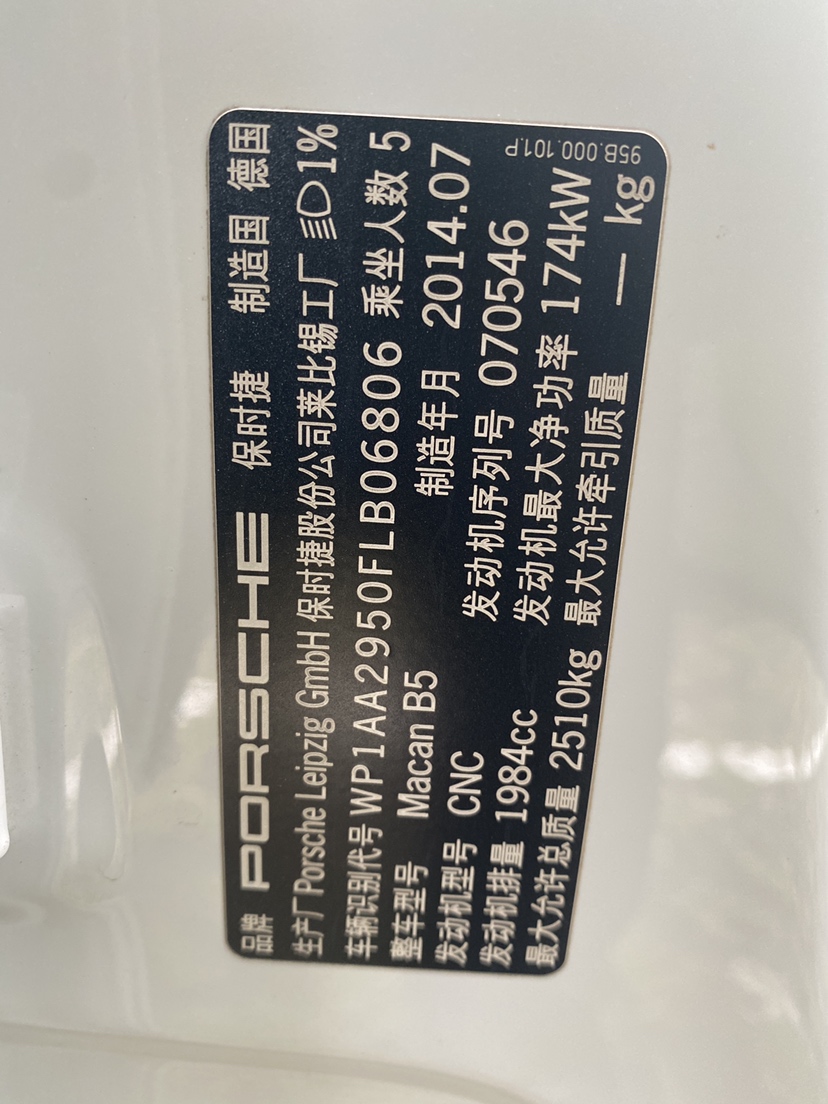 品牌 PORSCHE 保时捷 制造国 德国
生产厂 Porsche Leipzig GmbH 保时捷股份公司莱比锡工厂 1%
车辆识别代号 WP1AA2950FLB06806 乘坐人数 5
整车型号 Macan B5 制造年月 2014.07
发动机型号 CNC 发动机序列号 070546
发动机排量 1984cc 发动机最大净功率 174kW
最大允许总质量 2510kg 最大允许牵引质量 — kg
95B.000.101.P